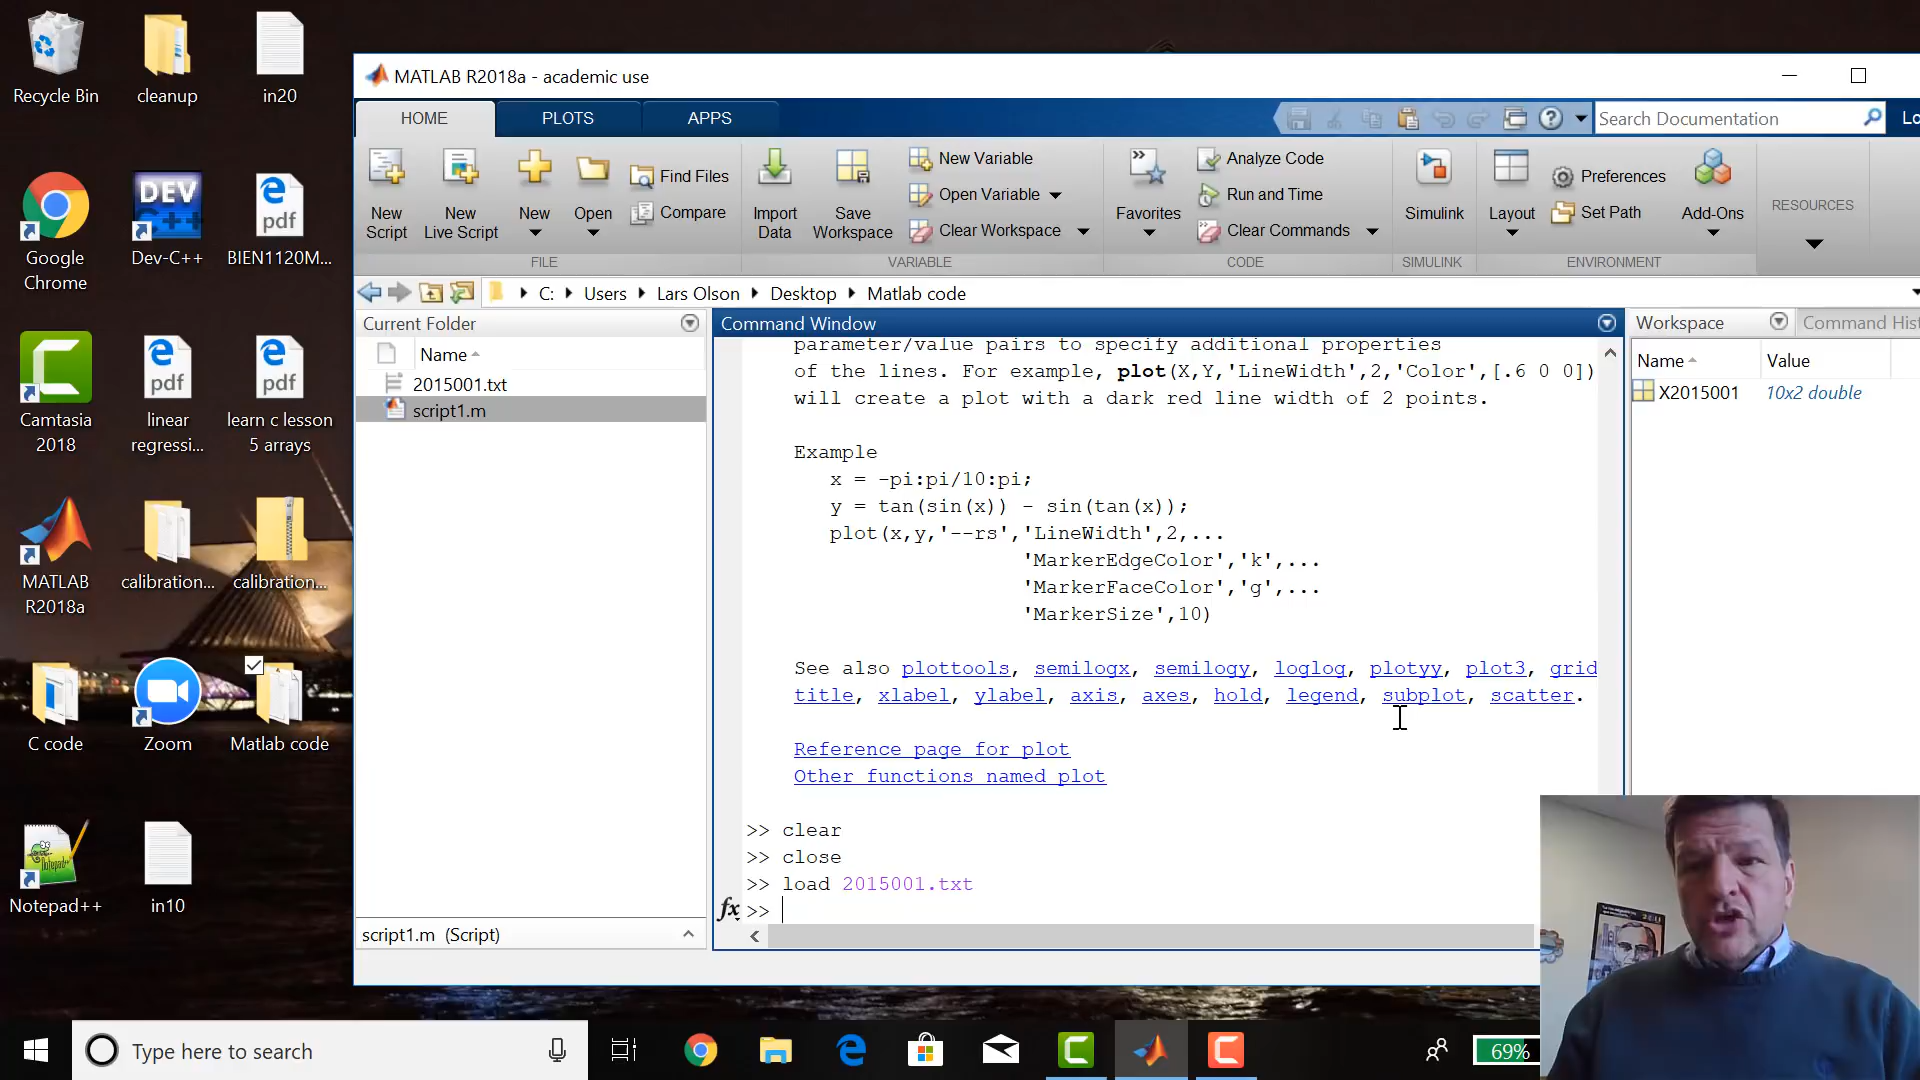 Recycle Bin
cleanup
in20
Google Chrome
DEV
C++
Dev-C++
pdf
BIEN1120M...
Camtasia 2018
pdf
linear regressi...
pdf
learn c lesson 5 arrays
MATLAB R2018a
calibration...
calibration...
C code
Zoom
Matlab code
Notepad++
in10
MATLAB R2018a - academic use
HOME
PLOTS
APPS
Search Documentation
Lo
New Script
New Live Script
New
Open
Find Files
Compare
FILE
Import Data
Save Workspace
New Variable
Open Variable
Clear Workspace
VARIABLE
Favorites
Analyze Code
Run and Time
Clear Commands
CODE
Simulink
SIMULINK
Layout
Preferences
Set Path
Add-Ons
ENVIRONMENT
RESOURCES
C: Users Lars Olson Desktop Matlab code
Current Folder
Name
2015001.txt
script1.m
script1.m (Script)
Command Window
parameter/value pairs to specify additional properties
of the lines. For example, plot(X,Y,'LineWidth',2,'Color',[.6 0 0])
will create a plot with a dark red line width of 2 points.
Example
x = -pi:pi/10:pi;
y = tan(sin(x)) - sin(tan(x));
plot(x,y,'--rs','LineWidth',2,...
'MarkerEdgeColor','k',...
'MarkerFaceColor','g',...
'MarkerSize',10)
See also plottools, semilogx, semilogy, loglog, plotyy, plot3, grid
title, xlabel, ylabel, axis, axes, hold, legend, subplot, scatter.
Reference page for plot
Other functions named plot
>> clear
>> close
>> load 2015001.txt
fx >>
Workspace
Command Hist
Name
Value
X2015001
10x2 double
Type here to search
69%